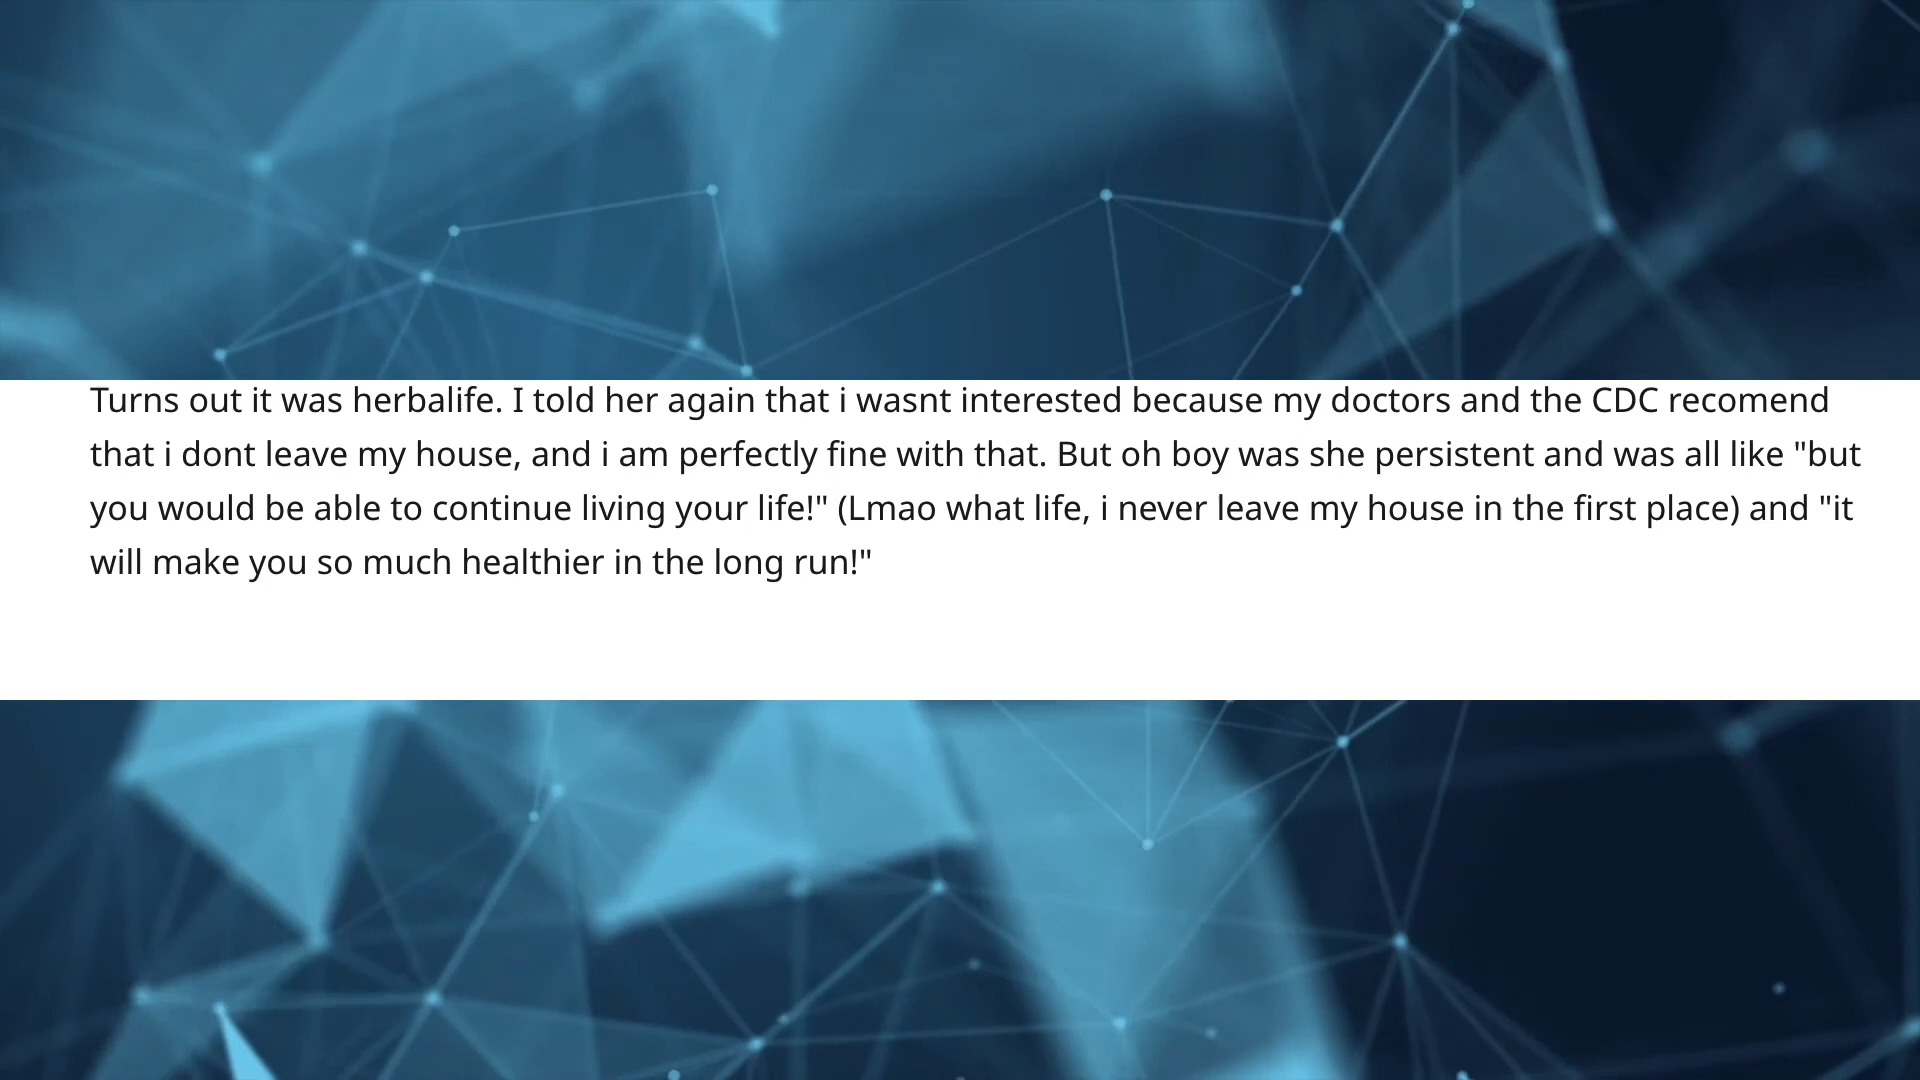 Turns out it was herbalife. I told her again that i wasnt interested because my doctors and the CDC recomend
that i dont leave my house, and i am perfectly fine with that. But oh boy was she persistent and was all like "but
you would be able to continue living your life!" (Lmao what life, i never leave my house in the first place) and "it
will make you so much healthier in the long run!"